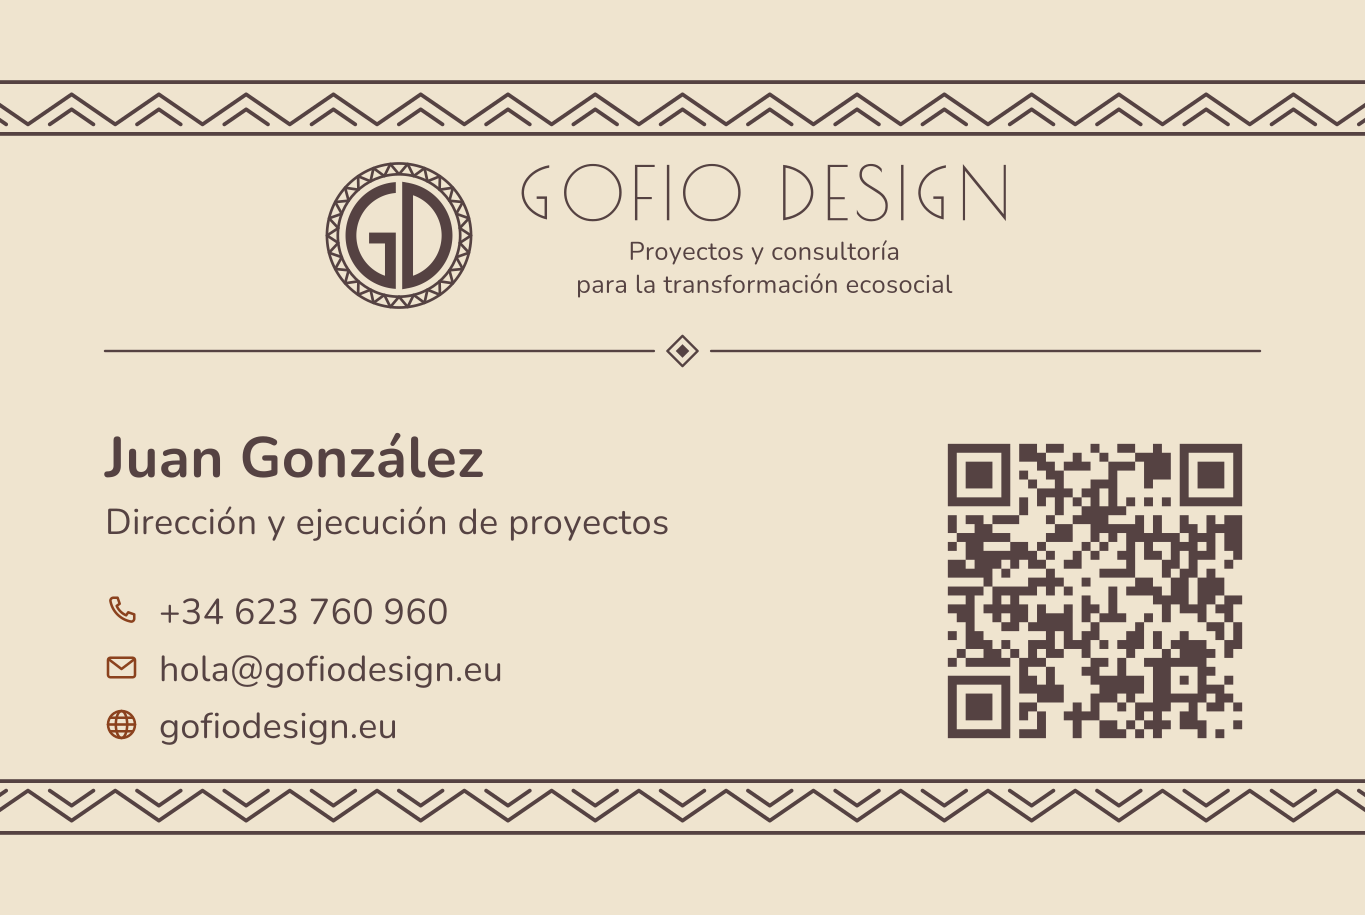 GD
GOFIO DESIGN
Proyectos y consultoría
para la transformación ecosocial
Juan González
Dirección y ejecución de proyectos
+34 623 760 960
hola@gofiodesign.eu
gofiodesign.eu